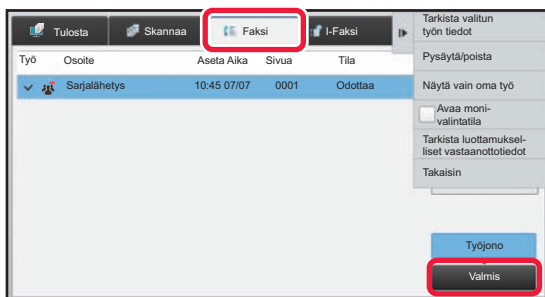 Tulosta
Skannaa
Faksi
I-Faksi
Työ Osoite Aseta Aika Sivua Tila
Sarjalähetys 10:45 07/07 0001 Odottaa
Tarkista valitun
työn tiedot
Pysäytä/poista
Näytä vain oma työ
Avaa moni-
valintatila
Tarkista luottamuksel-
liset vastaanottotiedot
Takaisin
Työjono
Valmis